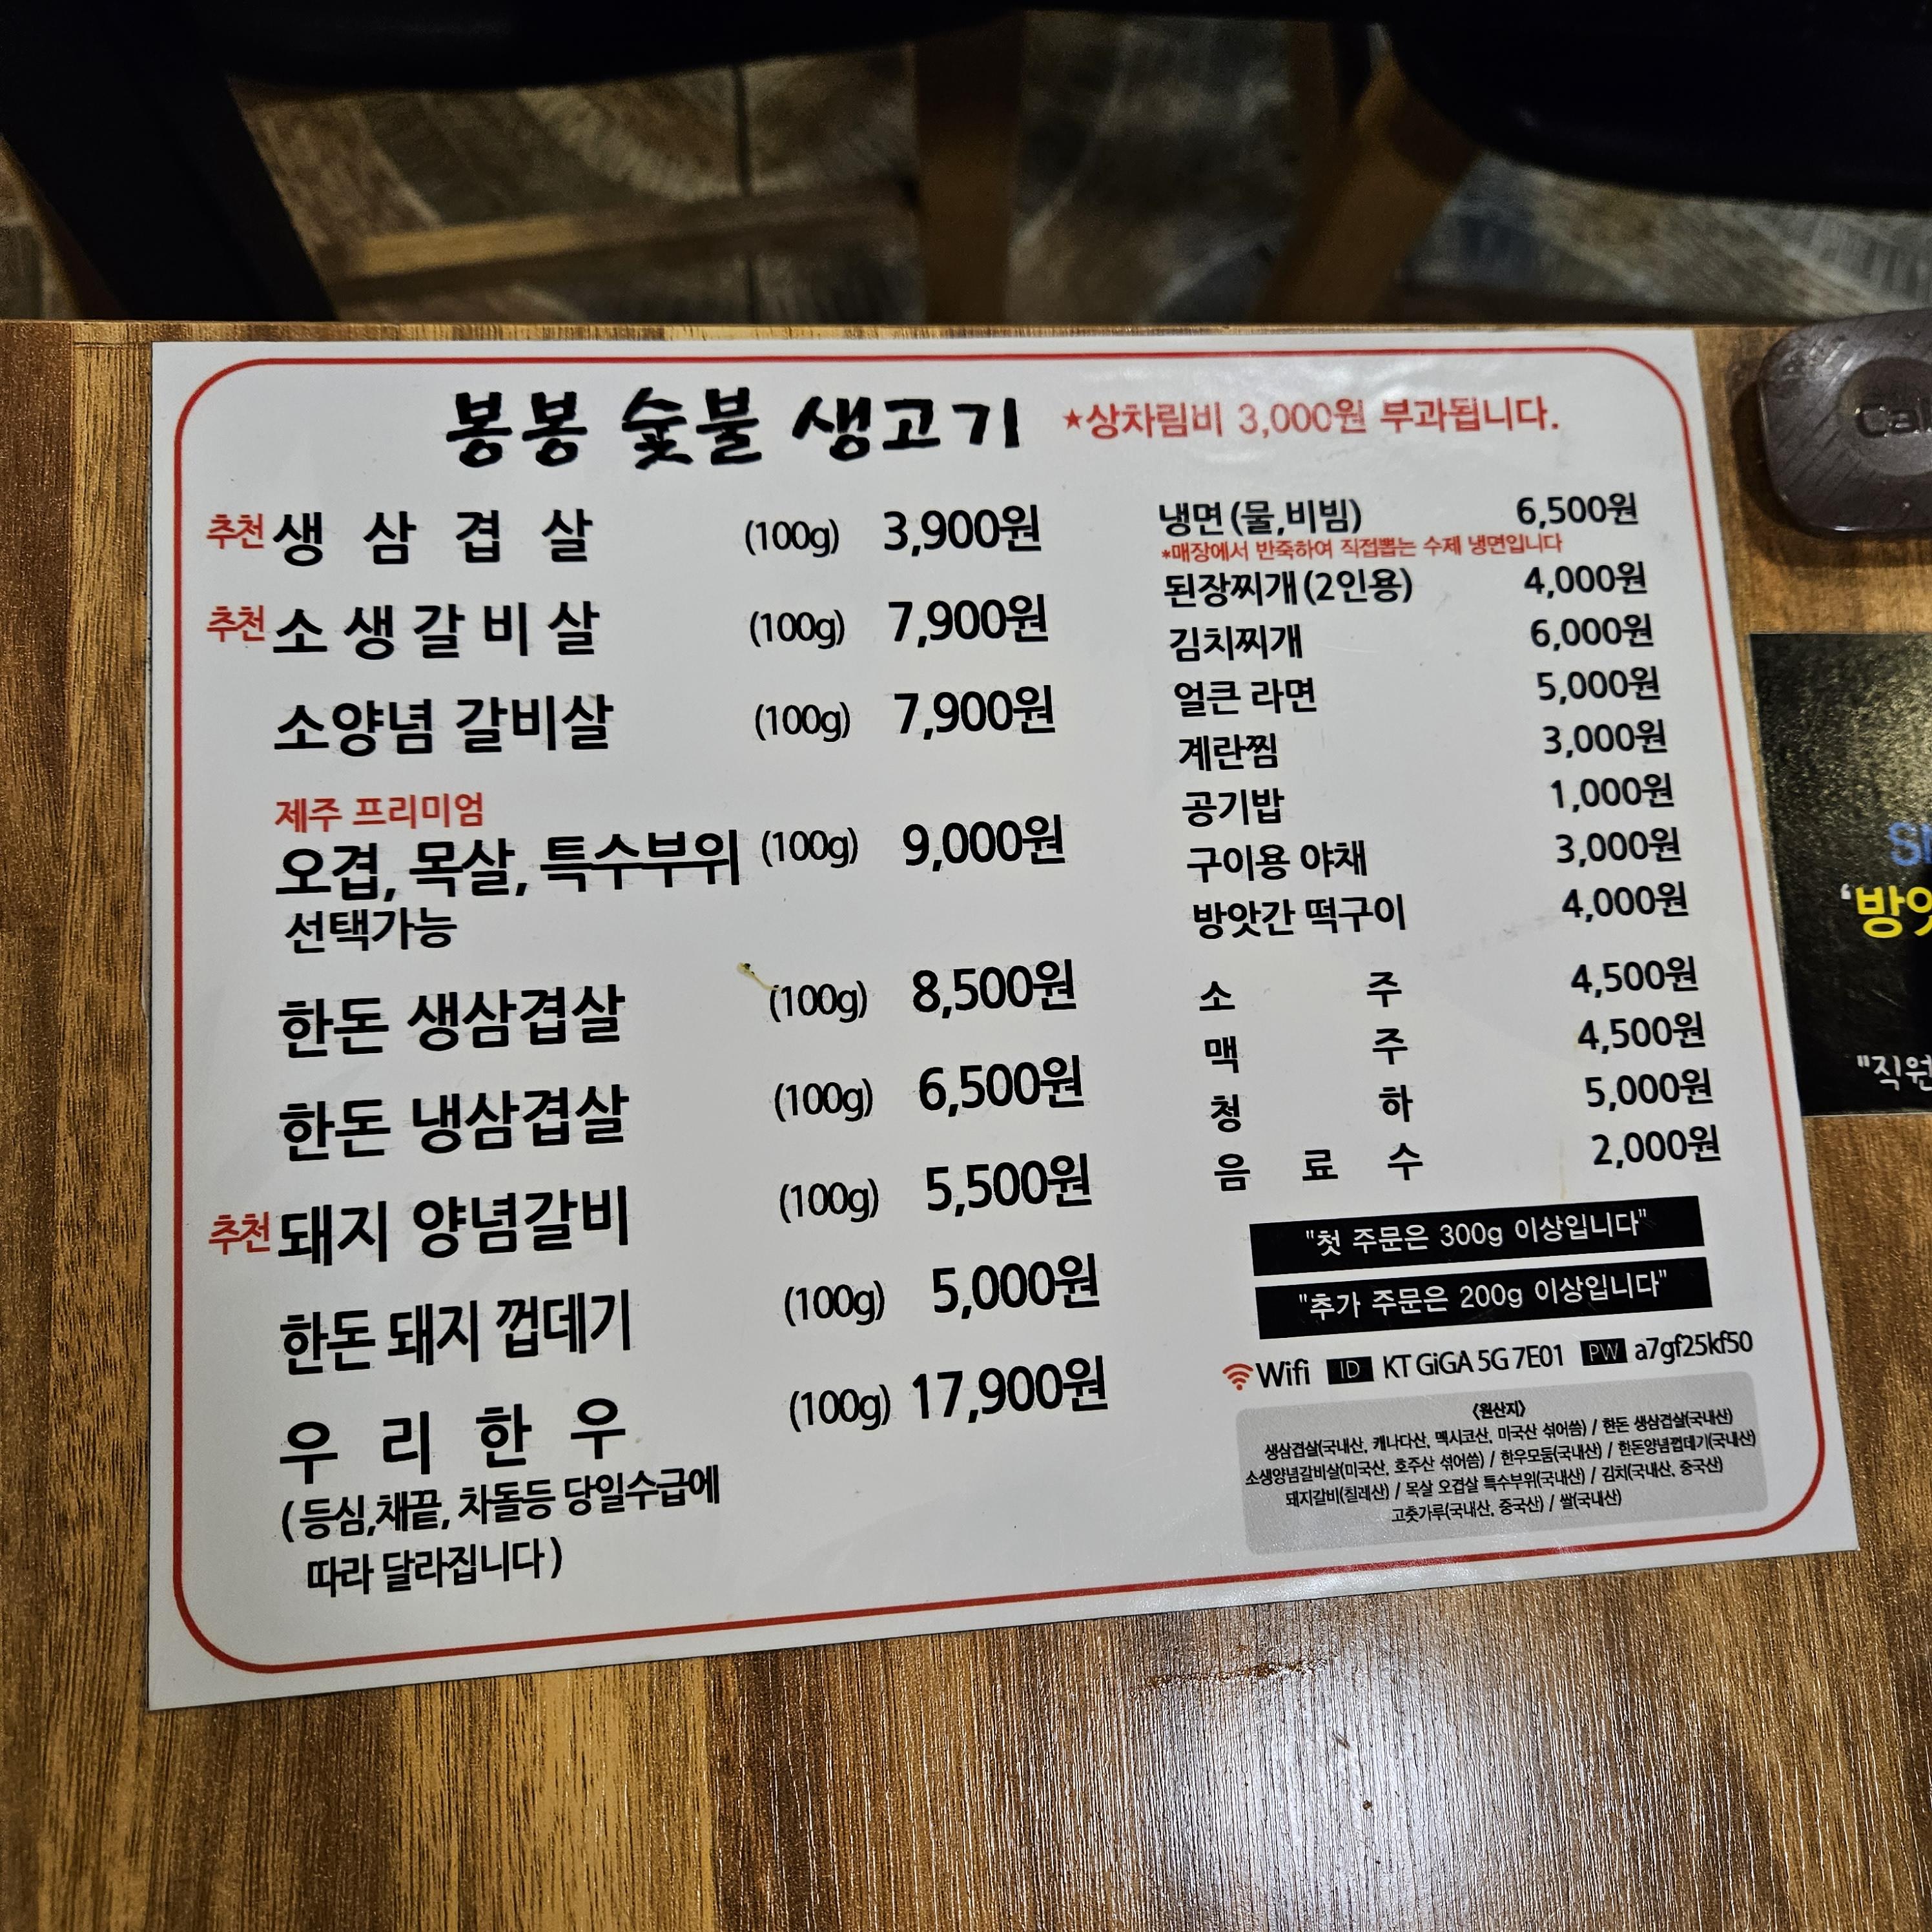 봉봉 숯불 생고기
★상차림비 3,000원 부과됩니다.
추천 생 삼 겹 살 (100g) 3,900원
추천 소 생 갈 비 살 (100g) 7,900원
소양념 갈비살 (100g) 7,900원
제주 프리미엄
오겹, 목살, 특수부위 (100g) 9,000원
선택가능
한돈 생삼겹살 (100g) 8,500원
한돈 냉삼겹살 (100g) 6,500원
추천 돼지 양념갈비 (100g) 5,500원
한돈 돼지 껍데기 (100g) 5,000원
우 리 한 우 (100g) 17,900원
( 등심,채끝, 차돌등 당일수급에
따라 달라집니다 )
냉면 (물,비빔) 6,500원
*매장에서 반죽하여 직접뽑는 수제 냉면입니다
된장찌개 (2인용) 4,000원
김치찌개 6,000원
얼큰 라면 5,000원
계란찜 3,000원
공기밥 1,000원
구이용 야채 3,000원
방앗간 떡구이 4,000원
소 주 4,500원
맥 주 4,500원
청 하 5,000원
음 료 수 2,000원
"첫 주문은 300g 이상입니다"
"추가 주문은 200g 이상입니다"
Wifi ID KT GiGA 5G 7E01 PW a7gf25kf50
《원산지》
생삼겹살(국내산, 캐나다산, 멕시코산, 미국산 섞어씀) / 한돈 생삼겹살(국내산)
소생양념갈비살(미국산, 호주산 섞어씀) / 한우모둠(국내산) / 한돈양념껍데기(국내산)
돼지갈비(칠레산) / 목살 오겹살 특수부위(국내산) / 김치(국내산, 중국산)
고춧가루(국내산, 중국산) / 쌀(국내산)